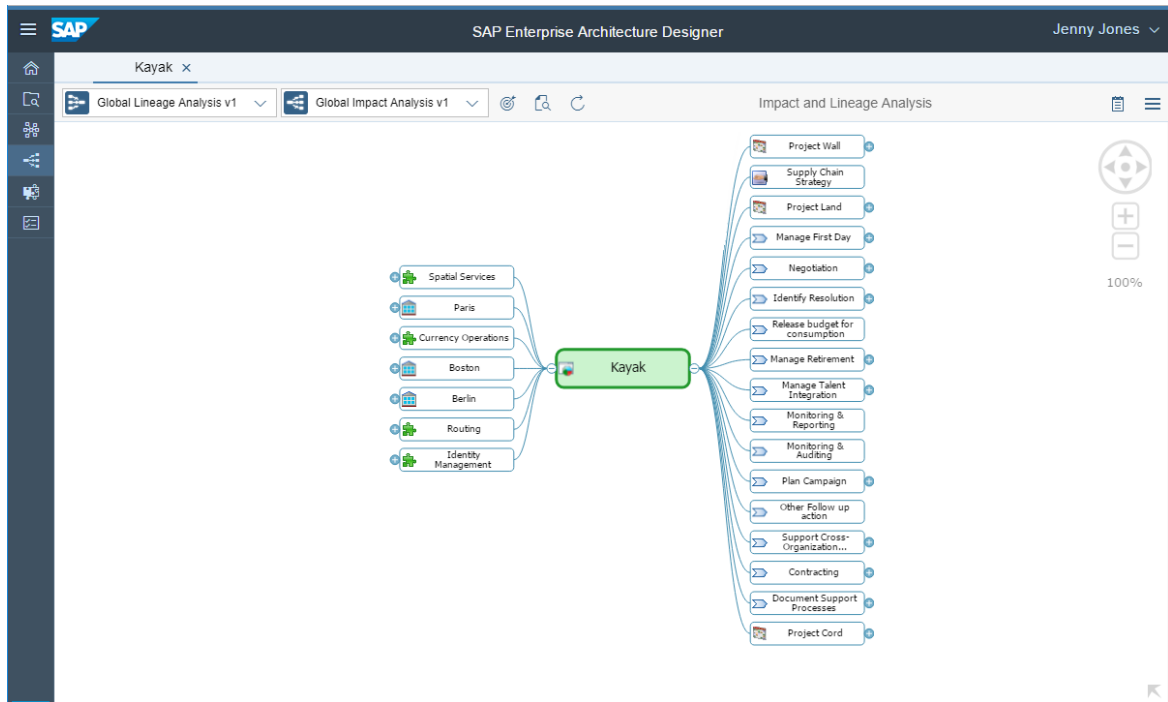 SAP
SAP Enterprise Architecture Designer
Jenny Jones
Kayak
Global Lineage Analysis v1
Global Impact Analysis v1
Impact and Lineage Analysis
Spatial Services
Paris
Currency Operations
Boston
Berlin
Routing
Identity
Management
Kayak
Project Wall
Supply Chain
Strategy
Project Land
Manage First Day
Negotiation
Identify Resolution
Release budget for
consumption
Manage Retirement
Manage Talent
Integration
Monitoring &
Reporting
Monitoring &
Auditing
Plan Campaign
Other Follow up
action
Support Cross-
Organization...
Contracting
Document Support
Processes
Project Cord
100%